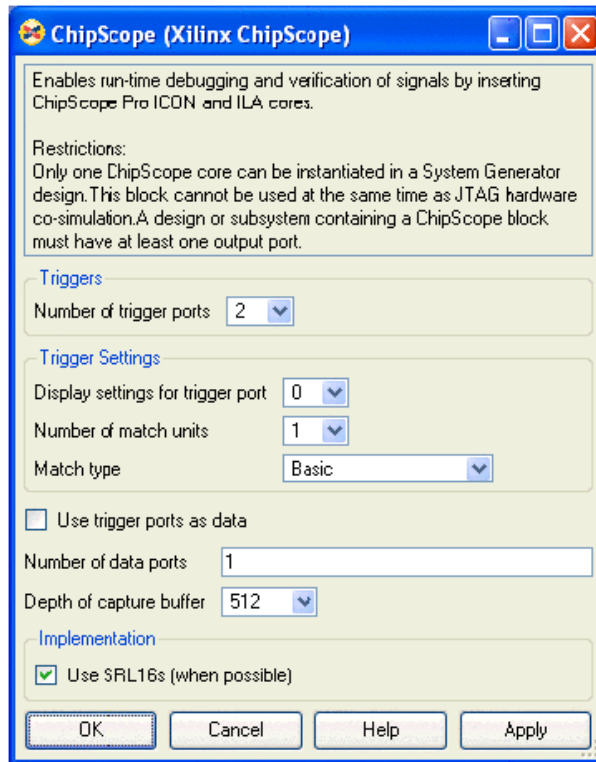 ChipScope (Xilinx ChipScope)
Enables run-time debugging and verification of signals by inserting
ChipScope Pro ICON and ILA cores.
Restrictions:
Only one ChipScope core can be instantiated in a System Generator
design.This block cannot be used at the same time as JTAG hardware
co-simulation.A design or subsystem containing a ChipScope block
must have at least one output port.
Triggers
Number of trigger ports 2
Trigger Settings
Display settings for trigger port 0
Number of match units 1
Match type Basic
Use trigger ports as data
Number of data ports 1
Depth of capture buffer 512
Implementation
Use SRL16s (when possible)
OK Cancel Help Apply